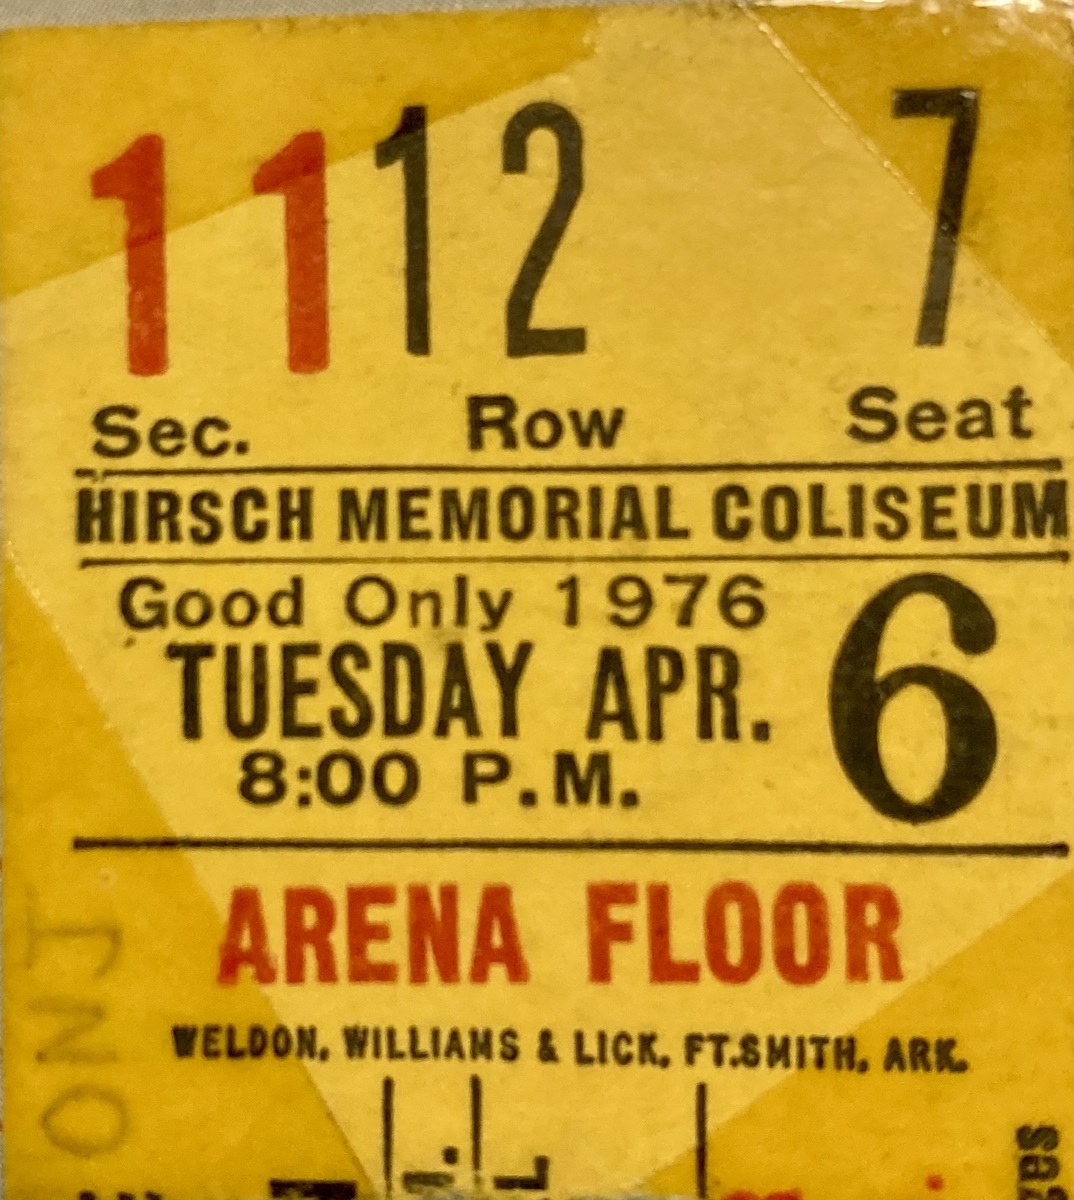 11 12 7
Sec. Row Seat
HIRSCH MEMORIAL COLISEUM
Good Only 1976
TUESDAY APR. 6
8:00 P.M.
ARENA FLOOR
WELDON, WILLIAMS & LICK, FT.SMITH, ARK.